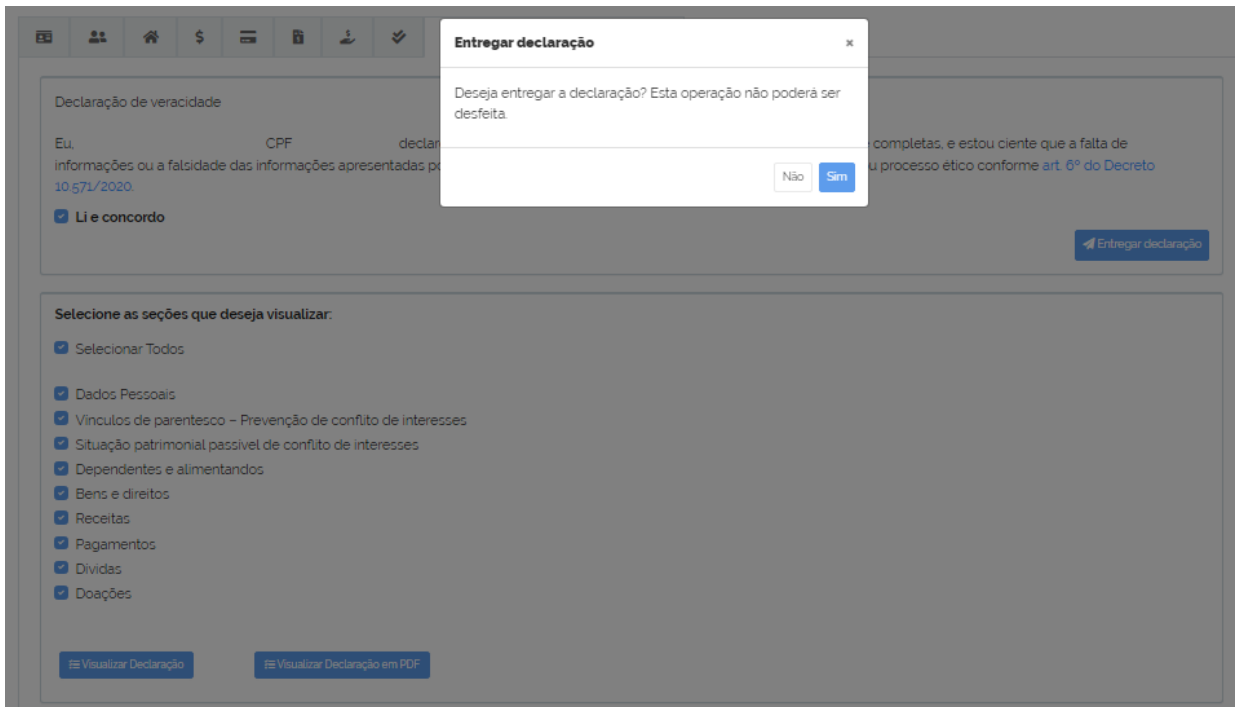 Entregar declaração
×
Deseja entregar a declaração? Esta operação não poderá ser
desfeita.
Não
Sim
Declaração de veracidade
Eu, CPF declar completas, e estou ciente que a falta de
informações ou a falsidade das informações apresentadas po u processo ético conforme art. 6º do Decreto
10.571/2020.
Li e concordo
Entregar declaração
Selecione as seções que deseja visualizar:
Selecionar Todos
Dados Pessoais
Vínculos de parentesco – Prevenção de conflito de interesses
Situação patrimonial passível de conflito de interesses
Dependentes e alimentandos
Bens e direitos
Receitas
Pagamentos
Dívidas
Doações
Visualizar Declaração
Visualizar Declaração em PDF